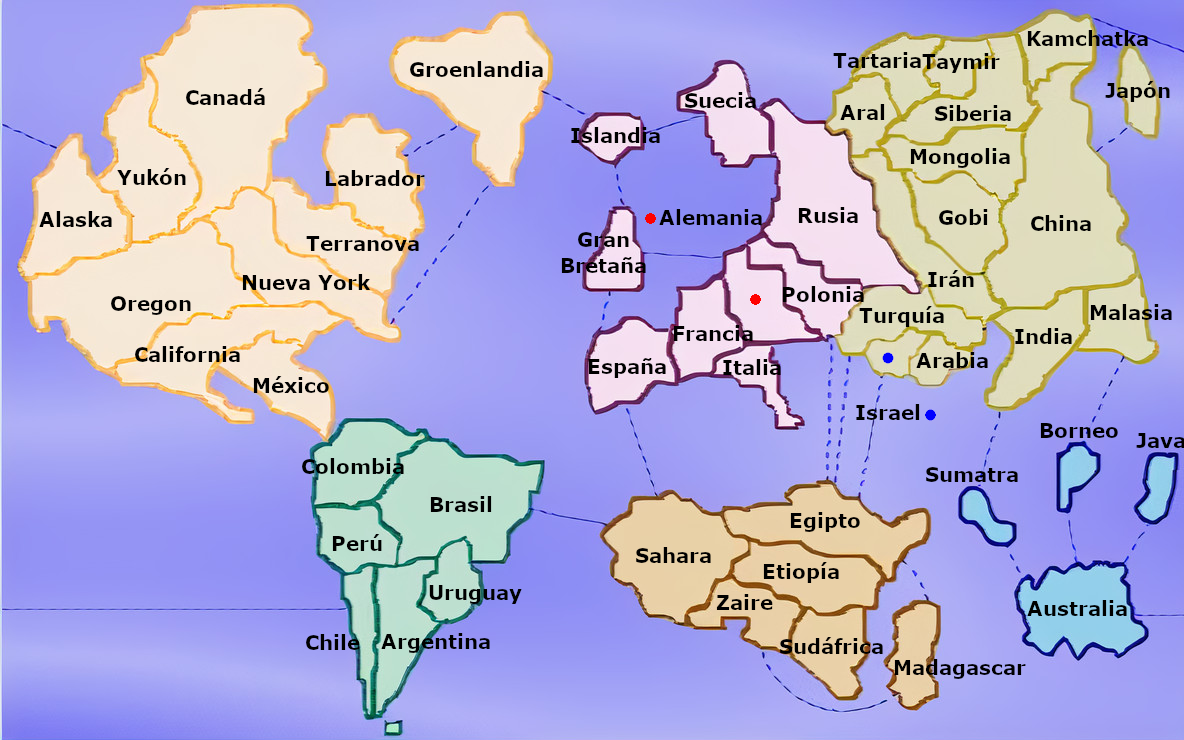 Kamchatka
Tartaria
Taymir
Groenlandia
Japón
Canadá
Suecia
Aral
Siberia
Islandia
Mongolia
Yukón
Labrador
Alaska
Alemania
Rusia
Gobi
China
Gran
Bretaña
Terranova
Nueva York
Irán
Oregon
Polonia
Turquía
Malasia
Francia
India
California
España
Italia
Arabia
México
Israel
Borneo
Java
Colombia
Sumatra
Brasil
Egipto
Perú
Sahara
Etiopía
Uruguay
Zaire
Australia
Chile
Argentina
Sudáfrica
Madagascar